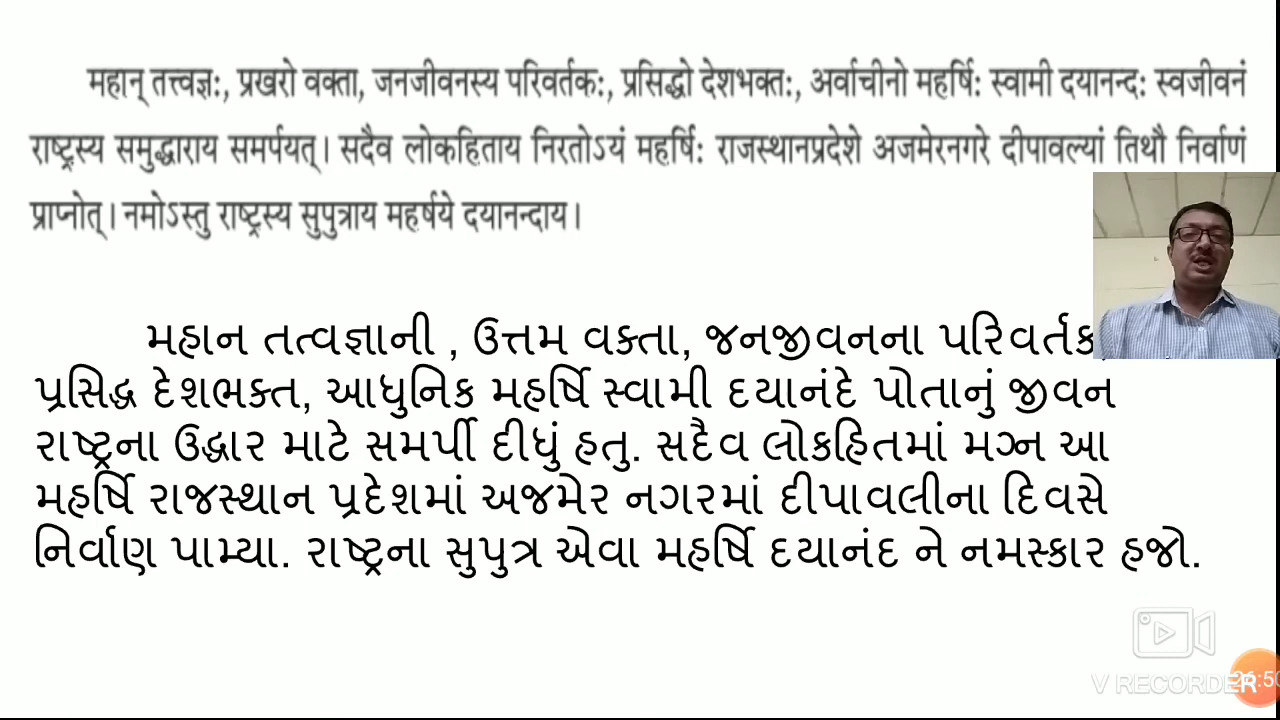 महान् तत्त्वज्ञः, प्रखरो वक्ता, जनजीवनस्य परिवर्तकः, प्रसिद्धो देशभक्तः, अर्वाचीनो महर्षिः स्वामी दयानन्दः स्वजीवनं
राष्ट्रस्य समुद्धाराय समर्पयत्। सदैव लोकहिताय निरतोऽयं महर्षिः राजस्थानप्रदेशे अजमेरनगरे दीपावल्यां तिथौ निर्वाणं
प्राप्नोत्। नमोऽस्तु राष्ट्रस्य सुपुत्राय महर्षये दयानन्दाय।
મહાન તત્વજ્ઞાની , ઉત્તમ વક્તા, જનજીવનના પરિવર્તક,
પ્રસિદ્ધ દેશભક્ત, આધુનિક મહર્ષિ સ્વામી દયાનંદે પોતાનું જીવન
રાષ્ટ્રના ઉદ્ધાર માટે સમર્પી દીધું હતુ. સદૈવ લોકહિતમાં મગ્ન આ
મહર્ષિ રાજસ્થાન પ્રદેશમાં અજમેર નગરમાં દીપાવલીના દિવસે
નિર્વાણ પામ્યા. રાષ્ટ્રના સુપુત્ર એવા મહર્ષિ દયાનંદ ને નમસ્કાર હજો.
V RECORDER
26:50